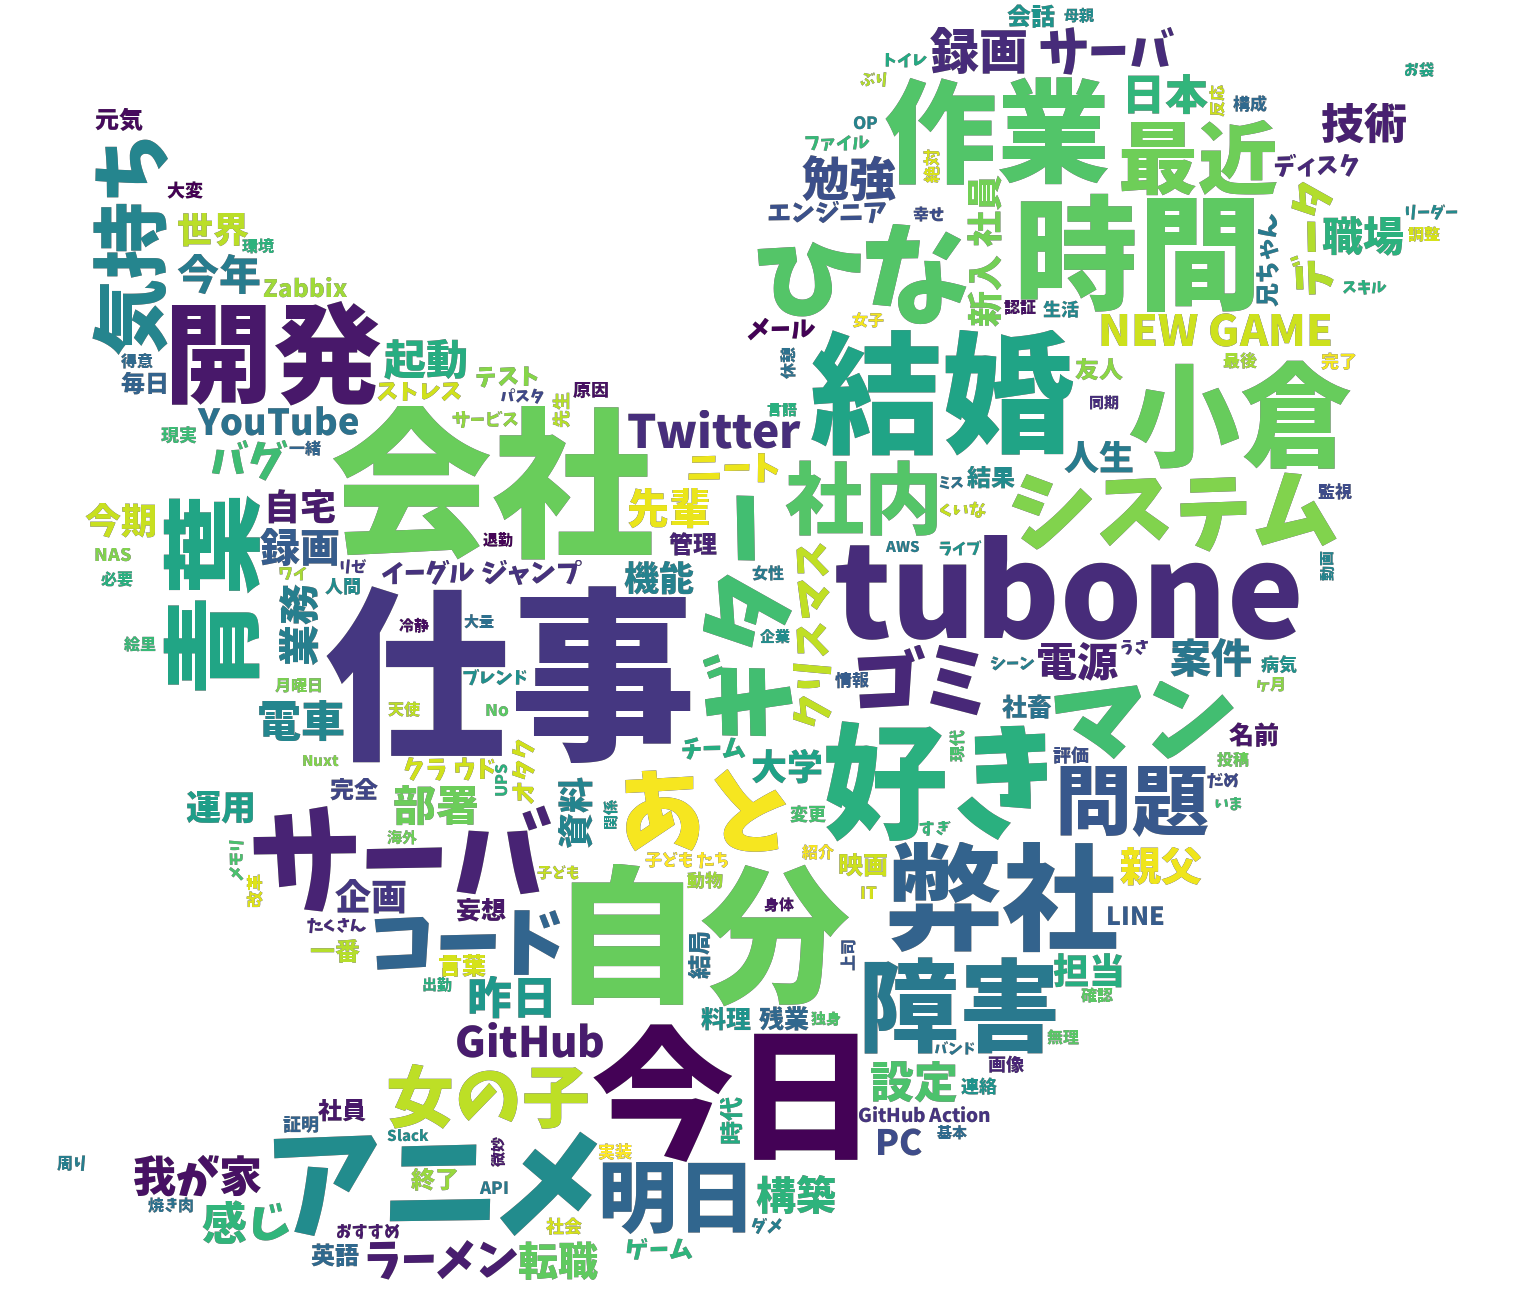 会話
母親
録画 サーバ
トイレ
お袋
ぶり
作業
日本
反応
構成
元気
OP
技術
ファイル
最近
絶対
勉強
ディスク
気持ち
大変
エンジニア
幸せ
新入 社員
時間
データ
職場
リーダー
調整
世界
環境
ひな
兄ちゃん
今年
Zabbix
スキル
開発
認証
生活
メール
女子
NEW GAME
起動
得意
毎日
休憩
結婚
友人
最後
完了
テスト
ストレス
パスタ
原因
先生
同期
小倉
YouTube
サービス
言語
現実
バグ
一緒
会社
Twitter
人生
ニート
社内
ミス
結果
システム
監視
自宅
先輩
くいな
今期
青葉
録画
退勤
管理
ギター
AWS
ライブ
動画
NAS
必要
ワイ
リゼ
人間
イーグル ジャンプ
機能
女性
クリスマス
tubone
業務
仕事
冷静
大量
企業
絵里
ゴミ
シーン
電源
うさ
案件
病気
月曜日
ブレンド
情報
ケ月
電車
天使
No
社畜
マン
名前
Nuxt
クラウド
UPS
オタク
チーム
大学
好き
現代
評価
投稿
運用
完全
部署
資料
関係
あと
変更
すぎ
問題
だめ
いま
サーバ
海外
メモリ
改革
子ども
子どもたち
動物
紹介
映画
IT
弊社
親父
企画
妄想
自分
身体
LINE
たくさん
一番
コード
言葉
結局
上司
出勤
昨日
障害
担当
確認
料理
残業
独身
GitHub
今日
バンド
無理
画像
女の子
設定
連絡
社員
証明
時代
GitHub Action
Slack
PC
基本
周り
我が家
アニメ
微妙
実装
焼き肉
終了
API
明日
構築
感じ
おすすめ
社会
ダメ
英語
ラーメン
転職
ゲーム